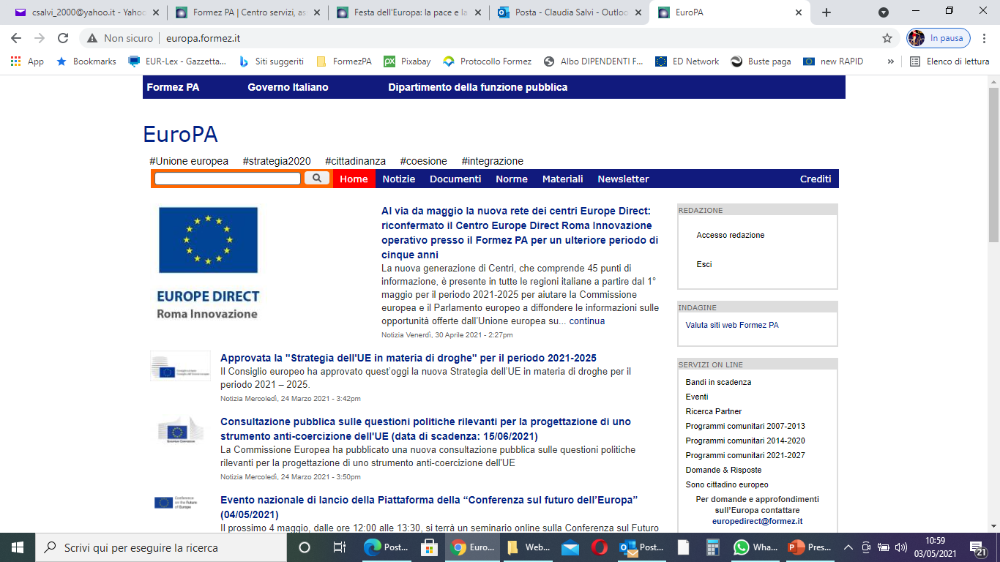 csalvi_2000@yahoo.it - Yahoo
Formez PA | Centro servizi, as
Festa dell'Europa: la pace e la
Posta - Claudia Salvi - Outloo
EuroPA
Non sicuro
europa.formez.it
In pausa
App
Bookmarks
EUR-Lex - Gazzetta...
Siti suggeriti
FormezPA
Pixabay
Protocollo Formez
Albo DIPENDENTI F...
ED Network
Buste paga
new RAPID
»
Elenco di lettura
Formez PA
Governo Italiano
Dipartimento della funzione pubblica
EuroPA
#Unione europea #strategia2020 #cittadinanza #coesione #integrazione
Home Notizie Documenti Norme Materiali Newsletter Crediti
EUROPE DIRECT
Roma Innovazione
Al via da maggio la nuova rete dei centri Europe Direct:
riconfermato il Centro Europe Direct Roma Innovazione
operativo presso il Formez PA per un ulteriore periodo di
cinque anni
La nuova generazione di Centri, che comprende 45 punti di
informazione, è presente in tutte le regioni italiane a partire dal 1°
maggio per il periodo 2021-2025 per aiutare la Commissione
europea e il Parlamento europeo a diffondere le informazioni sulle
opportunità offerte dall'Unione europea su... continua
Notizia Venerdì, 30 Aprile 2021 - 2:27pm
Approvata la "Strategia dell'UE in materia di droghe" per il periodo 2021-2025
Il Consiglio europeo ha approvato quest'oggi la nuova Strategia dell'UE in materia di droghe per il
periodo 2021 – 2025.
Notizia Mercoledì, 24 Marzo 2021 - 3:42pm
Consultazione pubblica sulle questioni politiche rilevanti per la progettazione di uno
strumento anti-coercizione dell'UE (data di scadenza: 15/06/2021)
La Commissione Europea ha pubblicato una nuova consultazione pubblica sulle questioni politiche
rilevanti per la progettazione di uno strumento anti-coercizione dell'UE
Notizia Mercoledì, 24 Marzo 2021 - 3:50pm
Conference
on the Future
of Europe
Evento nazionale di lancio della Piattaforma della “Conferenza sul futuro dell’Europa”
(04/05/2021)
Il prossimo 4 maggio, dalle ore 12:00 alle 13:30, si terrà un seminario online sulla Conferenza sul Futuro
REDAZIONE
Accesso redazione
Esci
INDAGINE
Valuta siti web Formez PA
SERVIZI ON LINE
Bandi in scadenza
Eventi
Ricerca Partner
Programmi comunitari 2007-2013
Programmi comunitari 2014-2020
Programmi comunitari 2021-2027
Domande & Risposte
Sono cittadino europeo
Per domande e approfondimenti
sull'Europa contattare
europedirect@formez.it
Scrivi qui per eseguire la ricerca
Post...
Euro...
Web...
Post...
Wha...
Pres...
10:59
03/05/2021
21